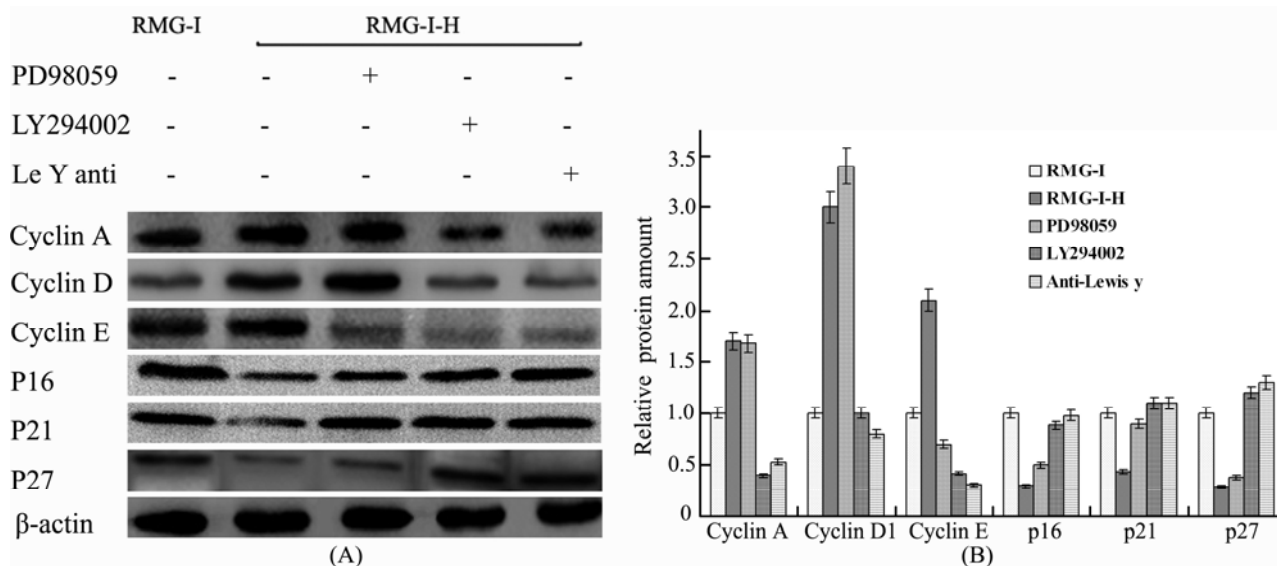 RMG-I RMG-I-H
PD98059 - - + - -
LY294002 - - - + -
Le Y anti - - - - +
Cyclin A
Cyclin D
Cyclin E
P16
P21
P27
β-actin
(A)
Relative protein amount
3.5
3.0
2.5
2.0
1.5
1.0
0.5
0
RMG-I
RMG-I-H
PD98059
LY294002
Anti-Lewis y
Cyclin A Cyclin D1 Cyclin E p16 p21 p27
(B)